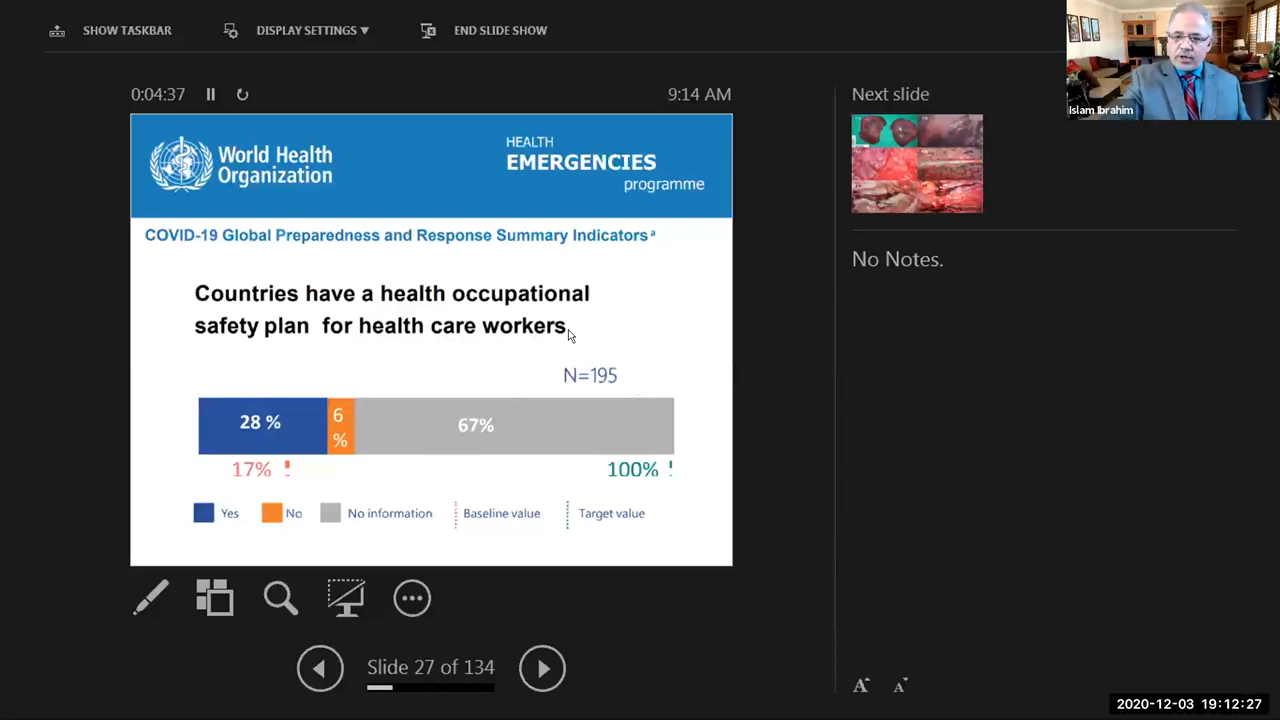 SHOW TASKBAR
DISPLAY SETTINGS
END SLIDE SHOW
0:04:37
9:14 AM
Next slide
Islam Ibrahim
World Health
Organization
HEALTH
EMERGENCIES
programme
COVID-19 Global Preparedness and Response Summary Indicators a
Countries have a health occupational
safety plan for health care workers
No Notes.
N=195
28 %
6
%
67%
17%
100%
Yes
No
No information
Baseline value
Target value
Slide 27 of 134
A A
2020-12-03 19:12:27